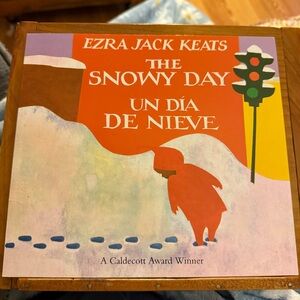 EZRA JACK KEATS
THE
SNOWY DAY
UN DÍA
DE NIEVE
A Caldecott Award Winner